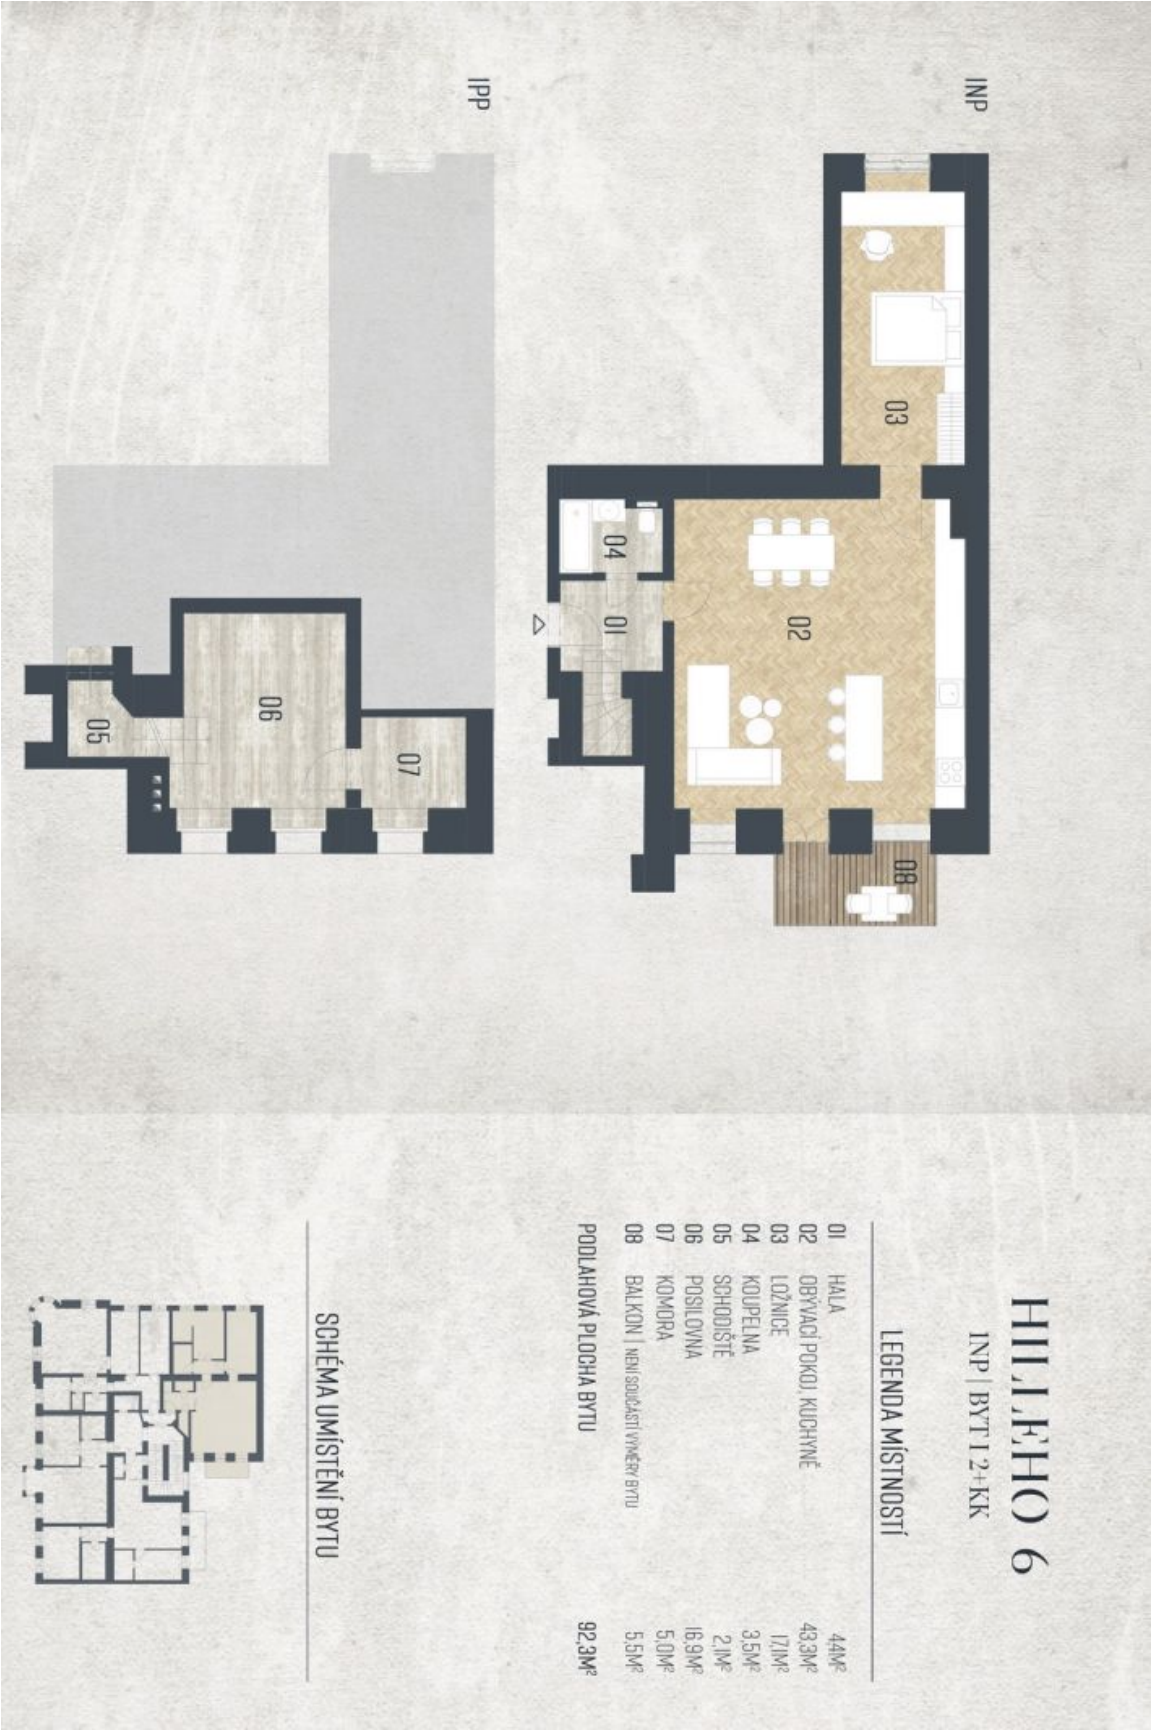 1NP
03
04
01
02
08
1PP
06
05
07
HILLEHO 6
1NP | BYT 1 2+KK
LEGENDA MÍSTNOSTÍ
01 HALA 4,4M²
02 OBÝVACÍ POKOJ, KUCHYNĚ 43,3M²
03 LOŽNICE 17,1M²
04 KOUPELNA 3,5M²
05 SCHODIŠTĚ 2,1M²
06 POSILOVNA 16,9M²
07 KOMORA 5,0M²
08 BALKON | NENÍ SOUČÁSTÍ VÝMĚRY BYTU 5,5M²
PODLAHOVÁ PLOCHA BYTU 92,3M²
SCHÉMA UMÍSTĚNÍ BYTU